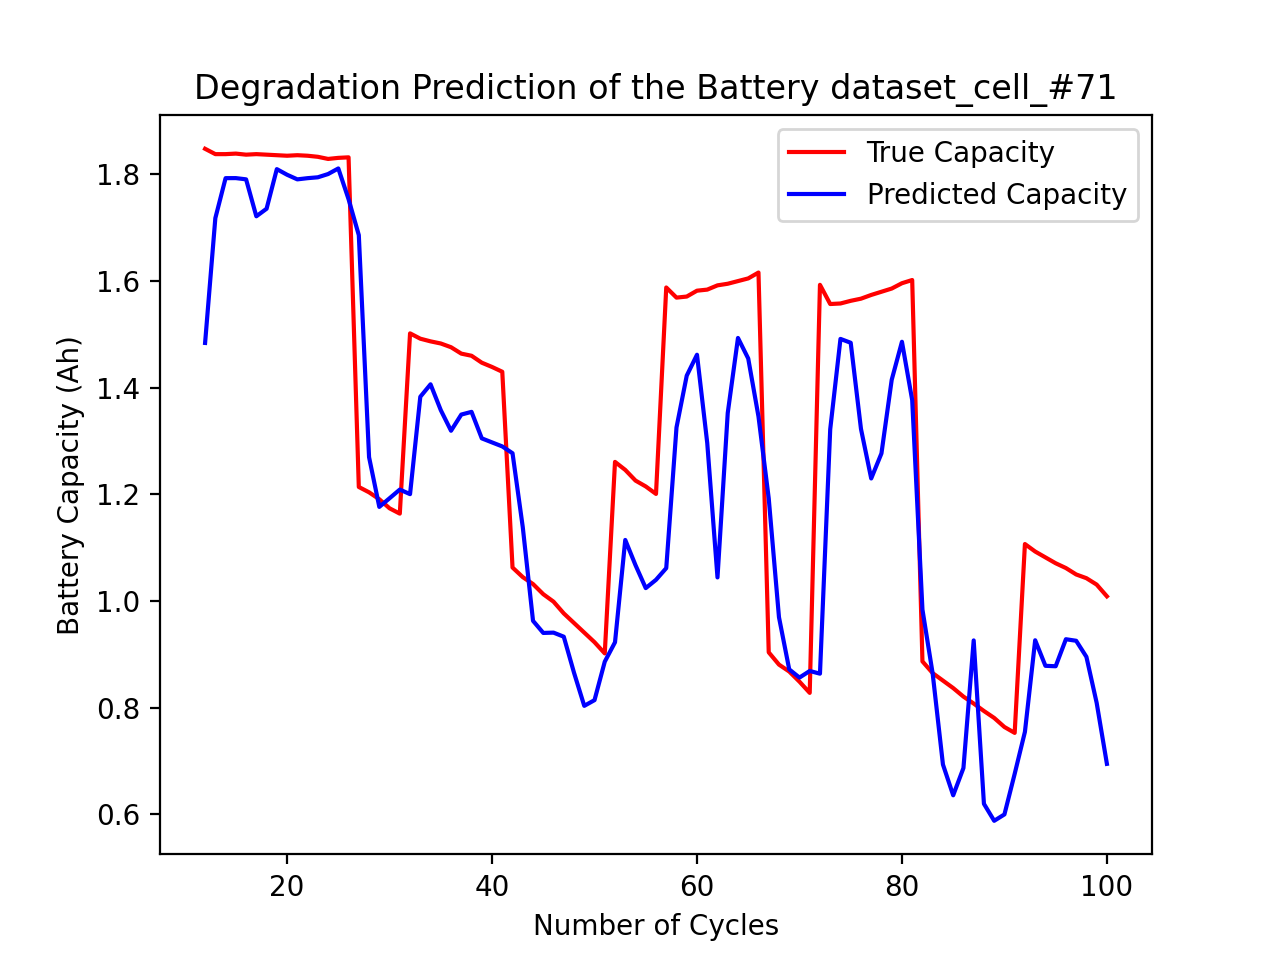 Degradation Prediction of the Battery dataset_cell_#71
True Capacity
Predicted Capacity
Battery Capacity (Ah)
1.8
1.6
1.4
1.2
1.0
0.8
0.6
20 40 60 80 100
Number of Cycles